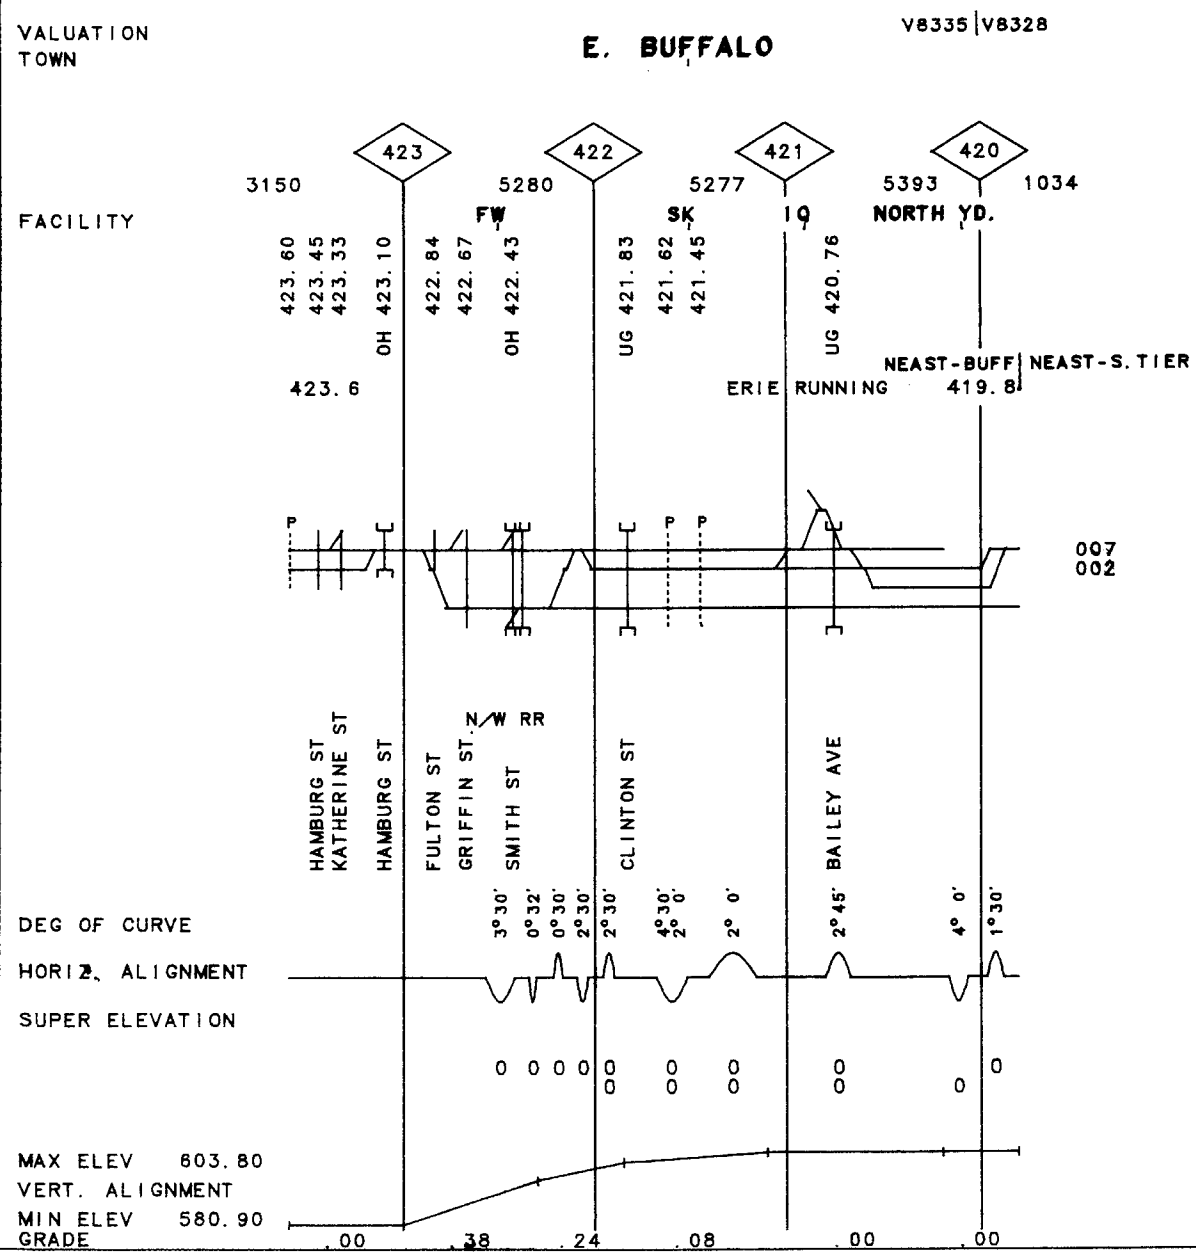 VALUATION
V8335 V8328
TOWN
E. BUFFALO
423 422 421 420
3150 5280 5277 5393 1034
FACILITY
FW SK IQ NORTH YD.
423.60
423.45
423.33
OH 423.10
422.84
422.67
OH 422.43
UG 421.83
421.62
421.45
UG 420.76
NEAST-BUFF NEAST-S.TIER
423.6 ERIE RUNNING 419.8
P P P
007
002
N/W RR
HAMBURG ST
KATHERINE ST
HAMBURG ST
FULTON ST
GRIFFIN ST.
SMITH ST
CLINTON ST
BAILEY AVE
DEG OF CURVE
3°30'
0°32'
0°30'
2°30'
2°30'
4°30'
2° 0'
2° 0'
2°45'
4° 0'
1°30'
HORIZ. ALIGNMENT
SUPER ELEVATION
0 0 0 0 0 0 0 0 0
0 0 0 0 0
MAX ELEV 603.80
VERT. ALIGNMENT
MIN ELEV 580.90
GRADE .00 .38 .24 .08 .00 .00